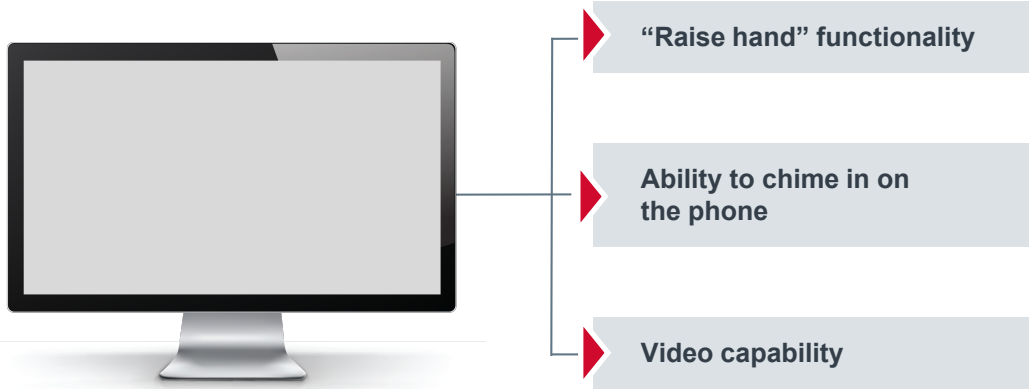 “Raise hand” functionality
Ability to chime in on
the phone
Video capability